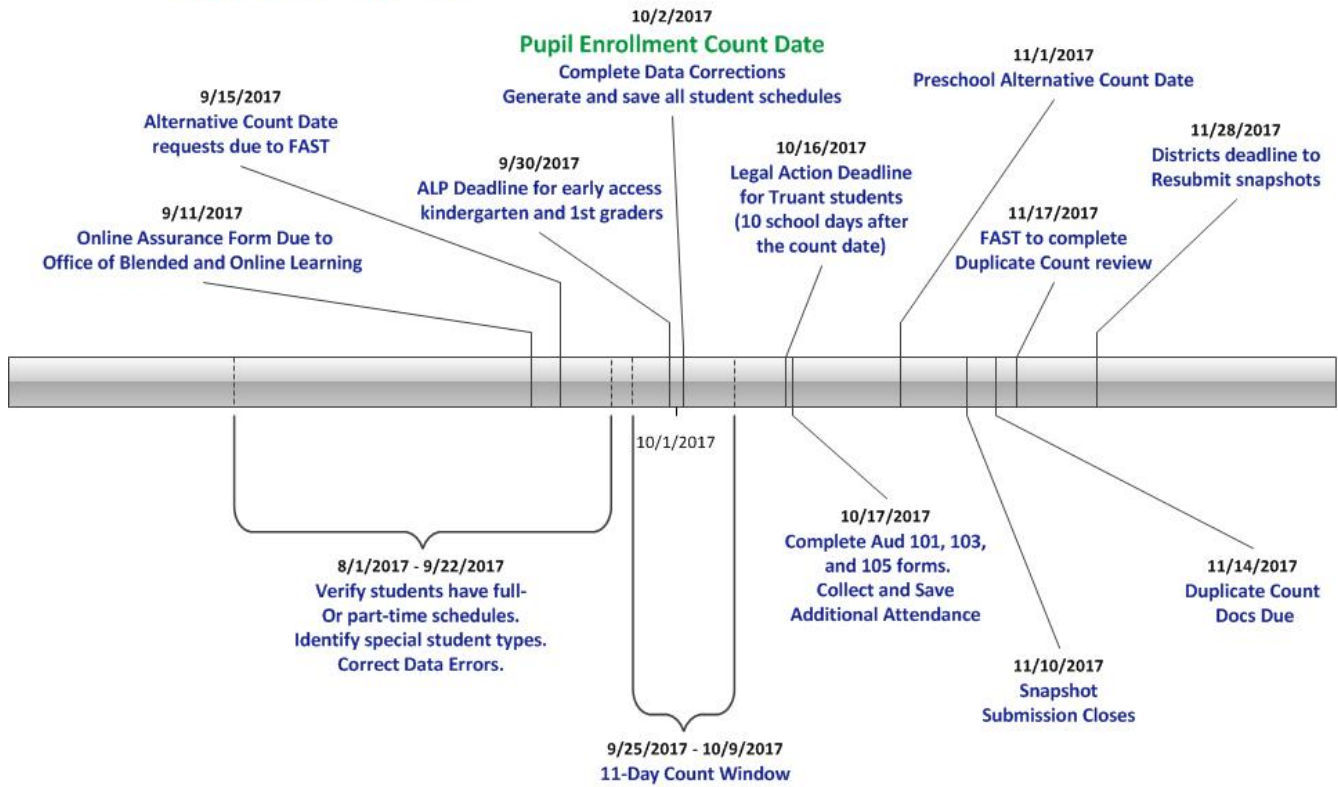 10/2/2017
Pupil Enrollment Count Date
Complete Data Corrections
Generate and save all student schedules
11/1/2017
Preschool Alternative Count Date
9/15/2017
Alternative Count Date
requests due to FAST
11/28/2017
Districts deadline to
Resubmit snapshots
10/16/2017
Legal Action Deadline
for Truant students
(10 school days after
the count date)
9/30/2017
ALP Deadline for early access
kindergarten and 1st graders
9/11/2017
Online Assurance Form Due to
Office of Blended and Online Learning
11/17/2017
FAST to complete
Duplicate Count review
10/1/2017
10/17/2017
Complete Aud 101, 103,
and 105 forms.
Collect and Save
Additional Attendance
8/1/2017 - 9/22/2017
Verify students have full-
Or part-time schedules.
Identify special student types.
Correct Data Errors.
11/14/2017
Duplicate Count
Docs Due
11/10/2017
Snapshot
Submission Closes
9/25/2017 - 10/9/2017
11-Day Count Window